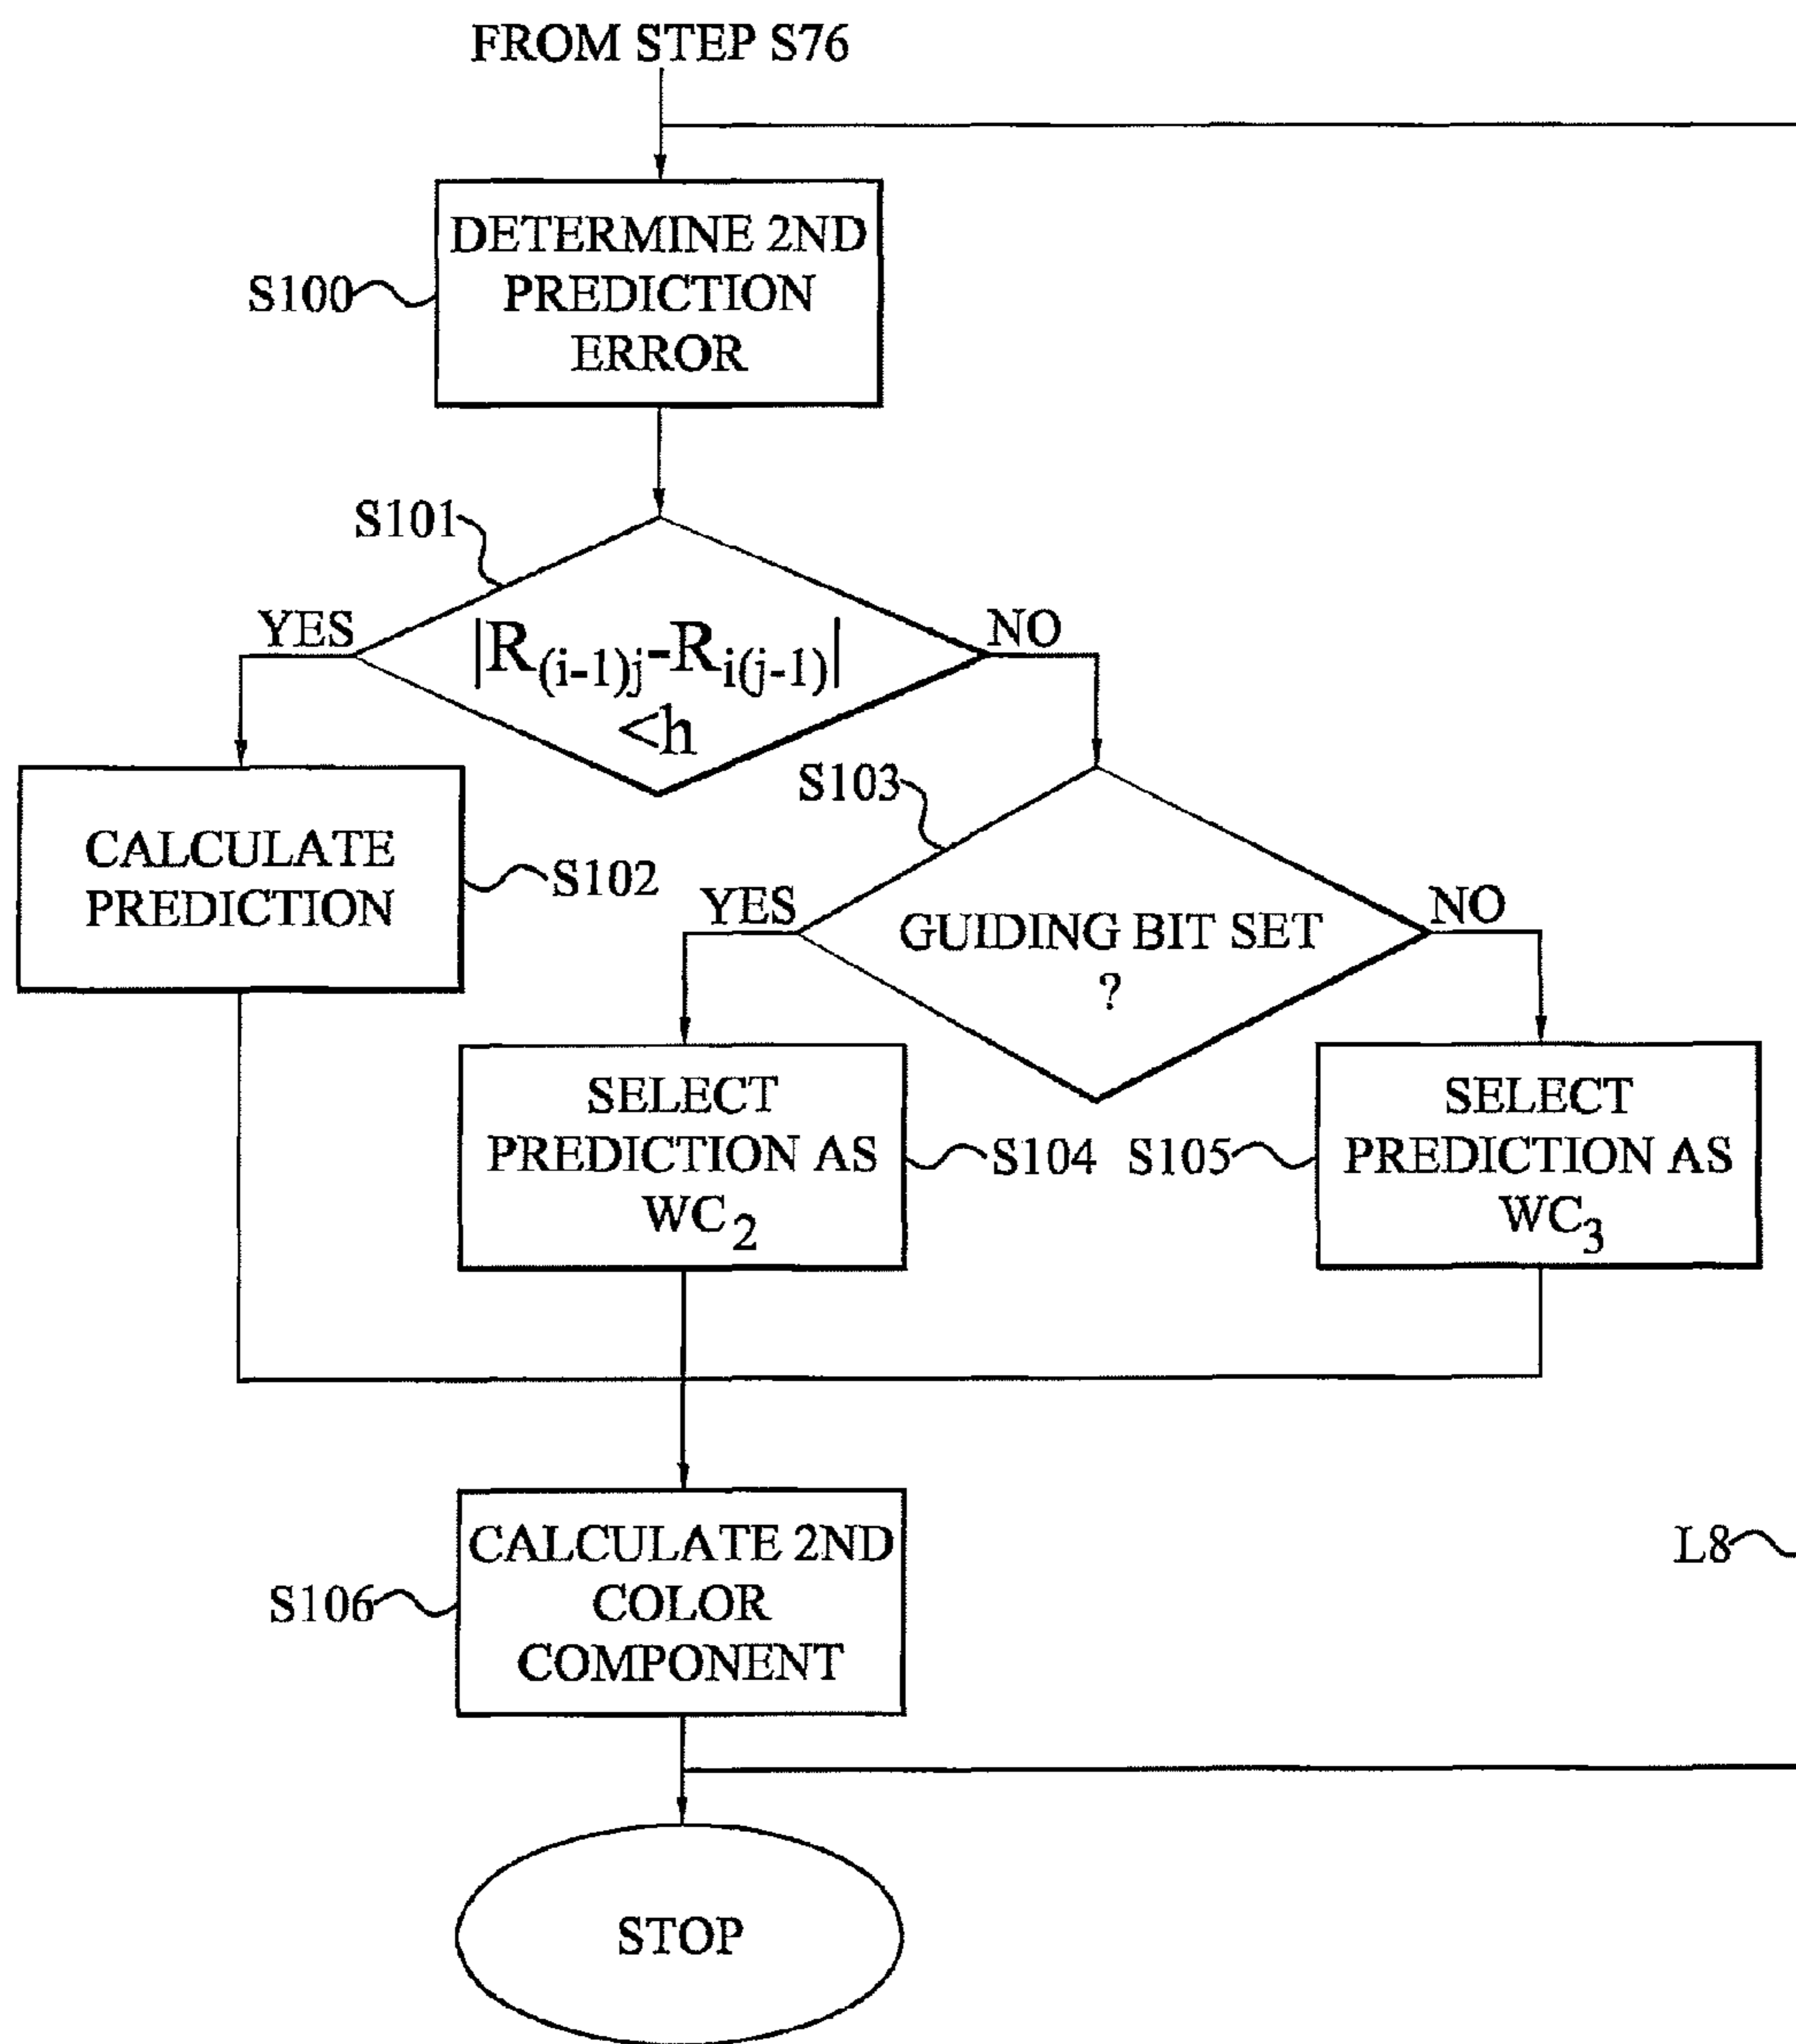 FROM STEP S76
DETERMINE 2ND
PREDICTION
ERROR
S100
S101
YES
|R(i-1)j-Ri(j-1)|
<h
NO
CALCULATE
PREDICTION
S102
S103
YES
GUIDING BIT SET
?
NO
SELECT
PREDICTION AS
WC2
S104
S105
SELECT
PREDICTION AS
WC3
CALCULATE 2ND
COLOR
COMPONENT
S106
L8
STOP